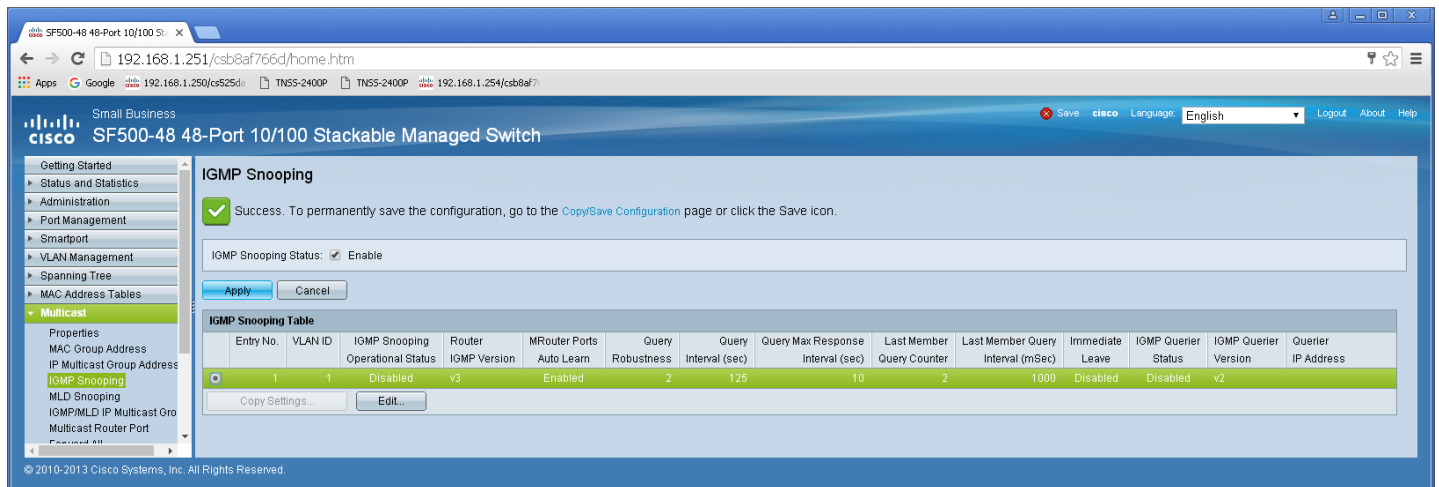 SF500-48 48-Port 10/100 St
192.168.1.251/csb8af766d/home.htm
Apps Google 192.168.1.250/cs525de TNS5-2400P TNS5-2400P 192.168.1.254/csb8af7
Small Business
Save cisco Language: English Logout About Help
cisco SF500-48 48-Port 10/100 Stackable Managed Switch
Getting Started
Status and Statistics
Administration
Port Management
Smartport
VLAN Management
Spanning Tree
MAC Address Tables
Multicast
Properties
MAC Group Address
IP Multicast Group Address
IGMP Snooping
MLD Snooping
IGMP/MLD IP Multicast Gro
Multicast Router Port
Forward All
IGMP Snooping
Success. To permanently save the configuration, go to the Copy/Save Configuration page or click the Save icon.
IGMP Snooping Status: Enable
Apply Cancel
IGMP Snooping Table
Entry No. VLAN ID IGMP Snooping Router MRouter Ports Query Query Query Max Response Last Member Last Member Query Immediate IGMP Querier IGMP Querier Querier
Operational Status IGMP Version Auto Learn Robustness Interval (sec) Interval (sec) Query Counter Interval (mSec) Leave Status Version IP Address
1 1 Disabled v3 Enabled 2 125 10 2 1000 Disabled Disabled v2
Copy Settings... Edit...
© 2010-2013 Cisco Systems, Inc. All Rights Reserved.